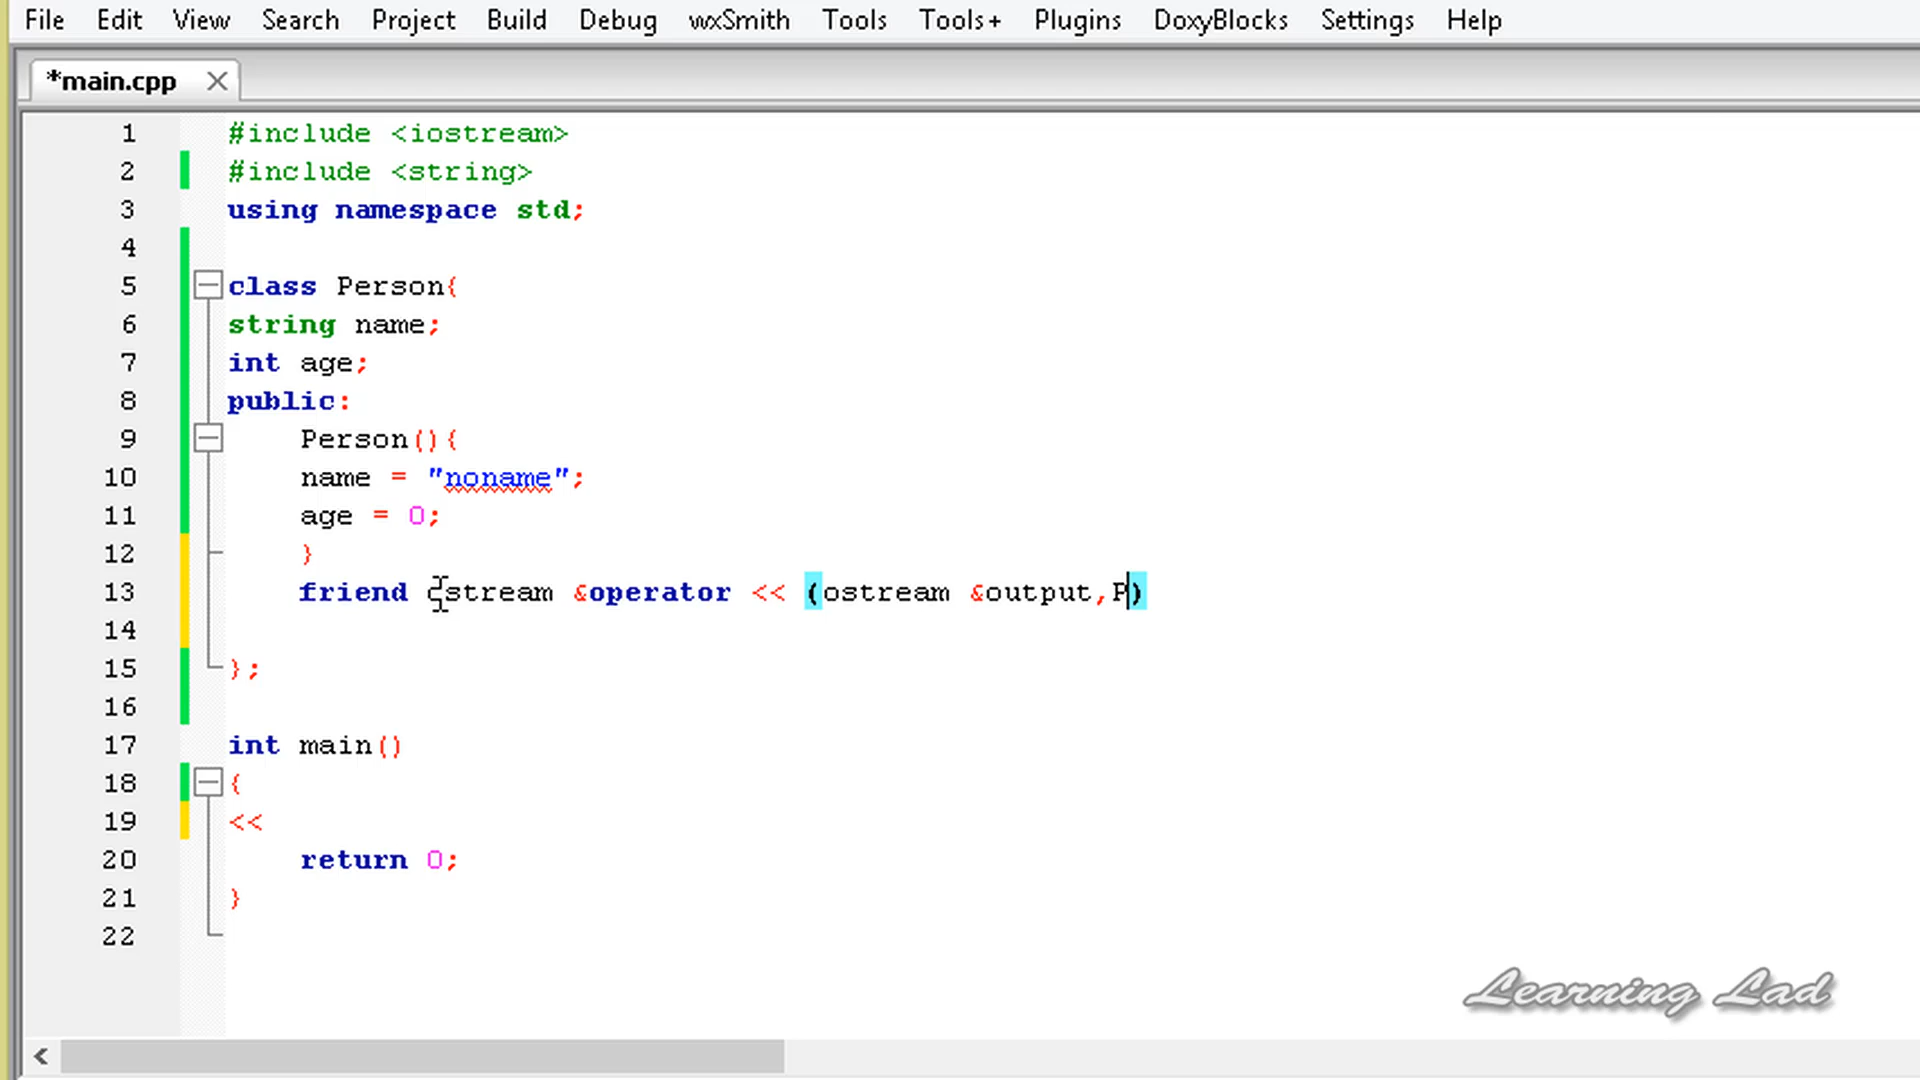 File Edit View Search Project Build Debug wxSmith Tools Tools+ Plugins DoxyBlocks Settings Help
*main.cpp
1 #include <iostream>
2 #include <string>
3 using namespace std;
4
5 class Person{
6 string name;
7 int age;
8 public:
9 Person(){
10 name = "noname";
11 age = 0;
12 }
13 friend ostream &operator << (ostream &output,P)
14
15 };
16
17 int main()
18 {
19 <<
20 return 0;
21 }
22
Learning Lad